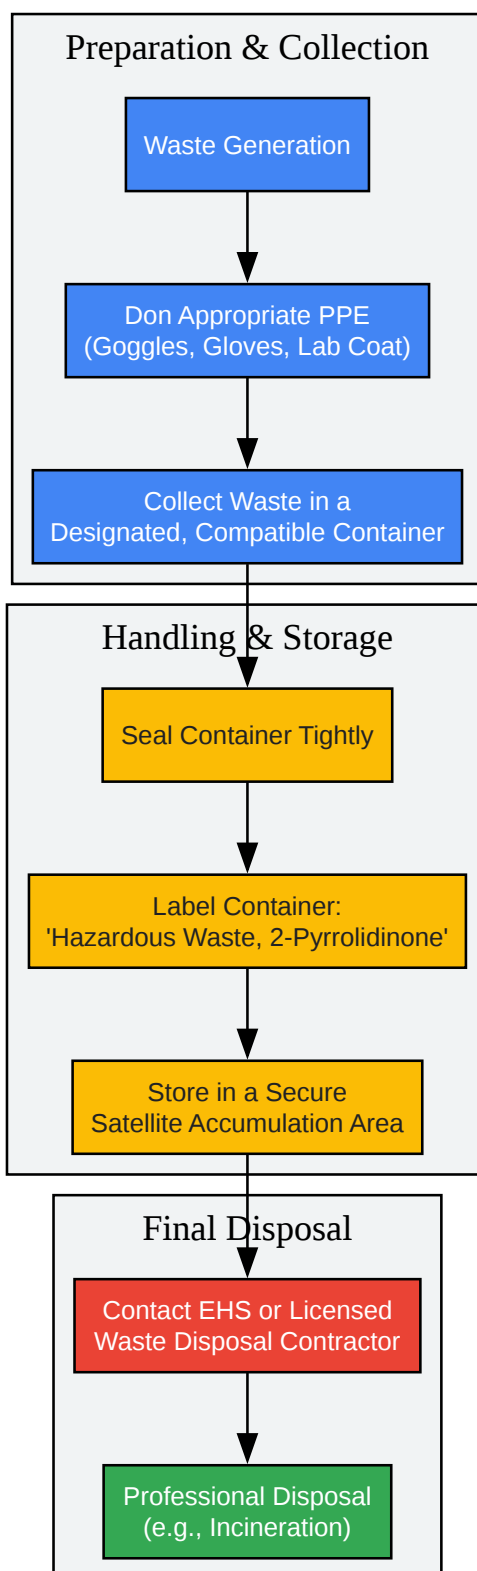 Preparation & Collection
Waste Generation
Don Appropriate PPE
(Goggles, Gloves, Lab Coat)
Collect Waste in a
Designated, Compatible Container
Handling & Storage
Seal Container Tightly
Label Container:
'Hazardous Waste, 2-Pyrrolidinone'
Store in a Secure
Satellite Accumulation Area
Final Disposal
Contact EHS or Licensed
Waste Disposal Contractor
Professional Disposal
(e.g., Incineration)